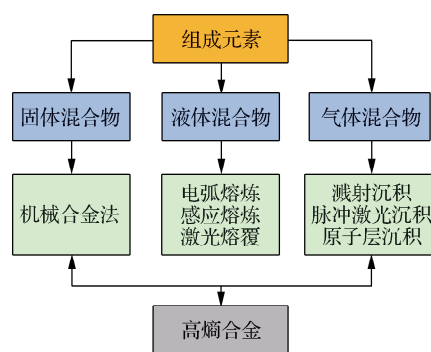 组成元素
固体混合物
液体混合物
气体混合物
机械合金法
电弧熔炼
感应熔炼
激光熔覆
溅射沉积
脉冲激光沉积
原子层沉积
高熵合金